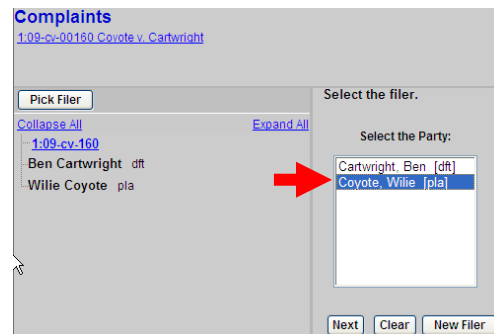 Complaints
1:09-cv-00160 Coyote v. Cartwright
Pick Filer
Collapse All Expand All
1:09-cv-160
Ben Cartwright dft
Wilie Coyote pla
Select the filer.
Select the Party:
Cartwright, Ben [dft]
Coyote, Wilie [pla]
Next Clear New Filer